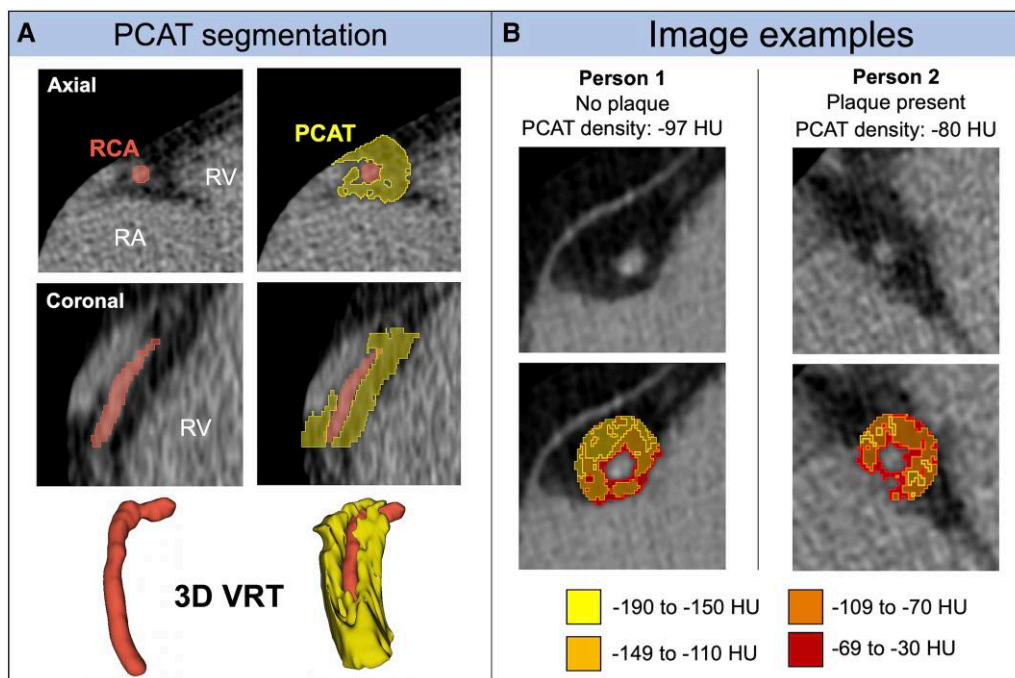 A PCAT segmentation
Axial
RCA
RV
RA
PCAT
Coronal
RV
3D VRT
B Image examples
Person 1
No plaque
PCAT density: -97 HU
Person 2
Plaque present
PCAT density: -80 HU
-190 to -150 HU
-109 to -70 HU
-149 to -110 HU
-69 to -30 HU